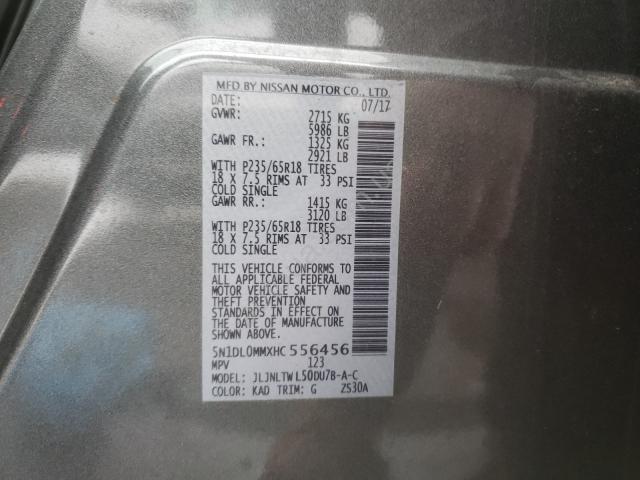 MFD BY NISSAN MOTOR CO., LTD.
DATE: 07/17
GVWR: 2715 KG
5986 LB
GAWR FR.: 1325 KG
2921 LB
WITH P235/65R18 TIRES
18 X 7.5 RIMS AT 33 PSI
COLD SINGLE
GAWR RR.: 1415 KG
3120 LB
WITH P235/65R18 TIRES
18 X 7.5 RIMS AT 33 PSI
COLD SINGLE
THIS VEHICLE CONFORMS TO
ALL APPLICABLE FEDERAL
MOTOR VEHICLE SAFETY AND
THEFT PREVENTION
STANDARDS IN EFFECT ON
THE DATE OF MANUFACTURE
SHOWN ABOVE.
5N1DL0MMXHC556456
MPV 123
MODEL: JLJNLTWL50DU7B-A-C
COLOR: KAD TRIM: G ZS30A